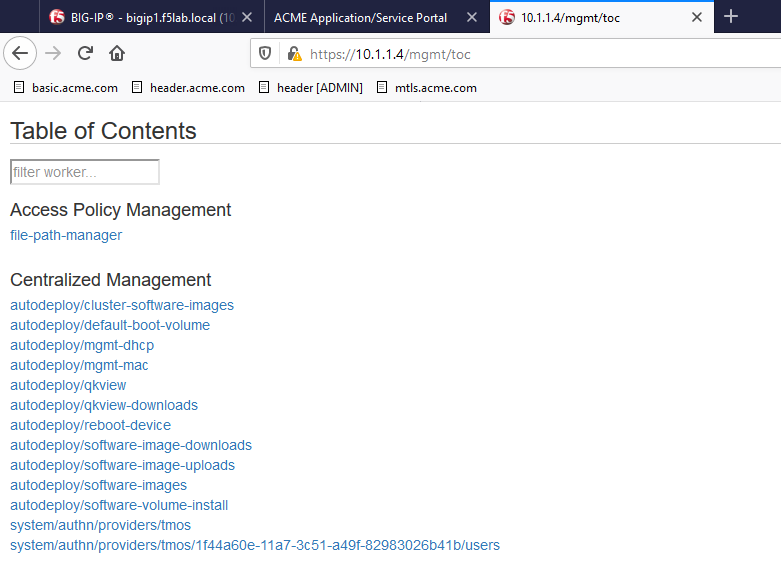 BIG-IP® - bigip1.f5lab.local (10
ACME Application/Service Portal
10.1.1.4/mgmt/toc
https://10.1.1.4/mgmt/toc
basic.acme.com
header.acme.com
header [ADMIN]
mtls.acme.com
Table of Contents
filter worker...
Access Policy Management
file-path-manager
Centralized Management
autodeploy/cluster-software-images
autodeploy/default-boot-volume
autodeploy/mgmt-dhcp
autodeploy/mgmt-mac
autodeploy/qkview
autodeploy/qkview-downloads
autodeploy/reboot-device
autodeploy/software-image-downloads
autodeploy/software-image-uploads
autodeploy/software-images
autodeploy/software-volume-install
system/authn/providers/tmos
system/authn/providers/tmos/1f44a60e-11a7-3c51-a49f-82983026b41b/users